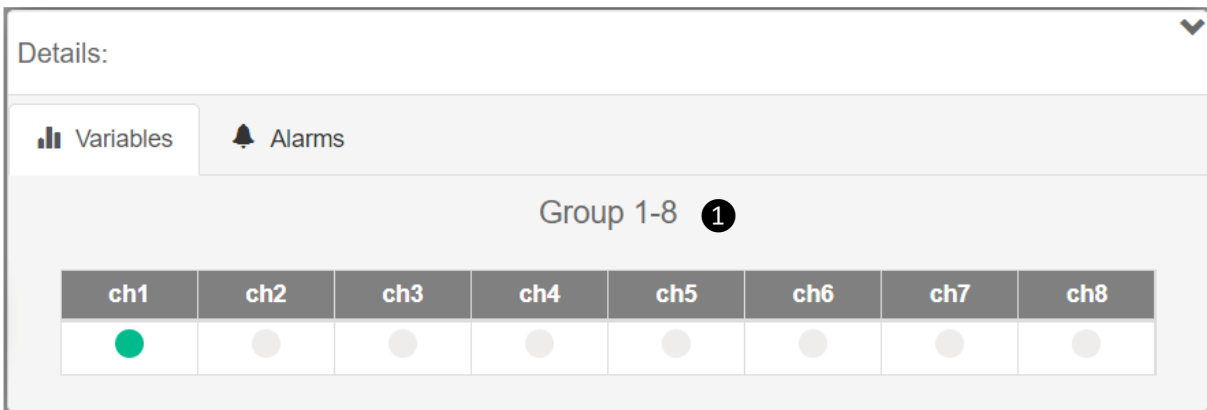 Details:
Variables Alarms
Group 1-8 1
ch1 ch2 ch3 ch4 ch5 ch6 ch7 ch8